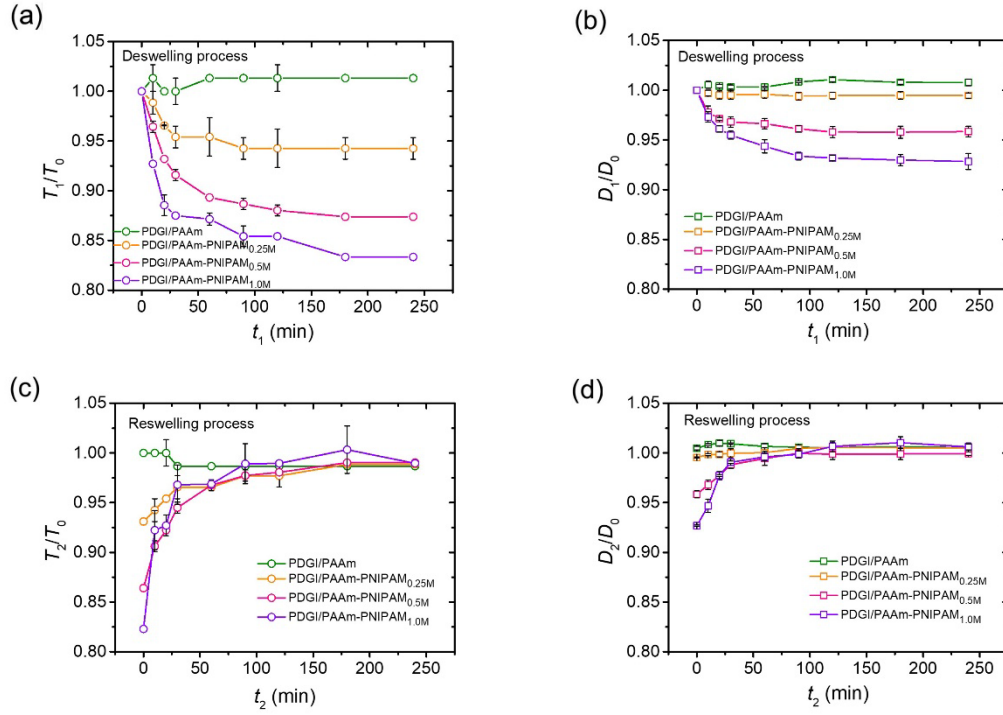 (a)
1.05
1.00
0.95
0.90
0.85
0.80
T₁/T₀
Deswelling process
PDGI/PAAm
PDGI/PAAm-PNIPAM₀.₂₅M
PDGI/PAAm-PNIPAM₀.₅M
PDGI/PAAm-PNIPAM₁.₀M
0 50 100 150 200 250
t₁ (min)
(b)
1.05
1.00
0.95
0.90
0.85
0.80
D₁/D₀
Deswelling process
PDGI/PAAm
PDGI/PAAm-PNIPAM₀.₂₅M
PDGI/PAAm-PNIPAM₀.₅M
PDGI/PAAm-PNIPAM₁.₀M
0 50 100 150 200 250
t₁ (min)
(c)
1.05
1.00
0.95
0.90
0.85
0.80
T₂/T₀
Reswelling process
PDGI/PAAm
PDGI/PAAm-PNIPAM₀.₂₅M
PDGI/PAAm-PNIPAM₀.₅M
PDGI/PAAm-PNIPAM₁.₀M
0 50 100 150 200 250
t₂ (min)
(d)
1.05
1.00
0.95
0.90
0.85
0.80
D₂/D₀
Reswelling process
PDGI/PAAm
PDGI/PAAm-PNIPAM₀.₂₅M
PDGI/PAAm-PNIPAM₀.₅M
PDGI/PAAm-PNIPAM₁.₀M
0 50 100 150 200 250
t₂ (min)